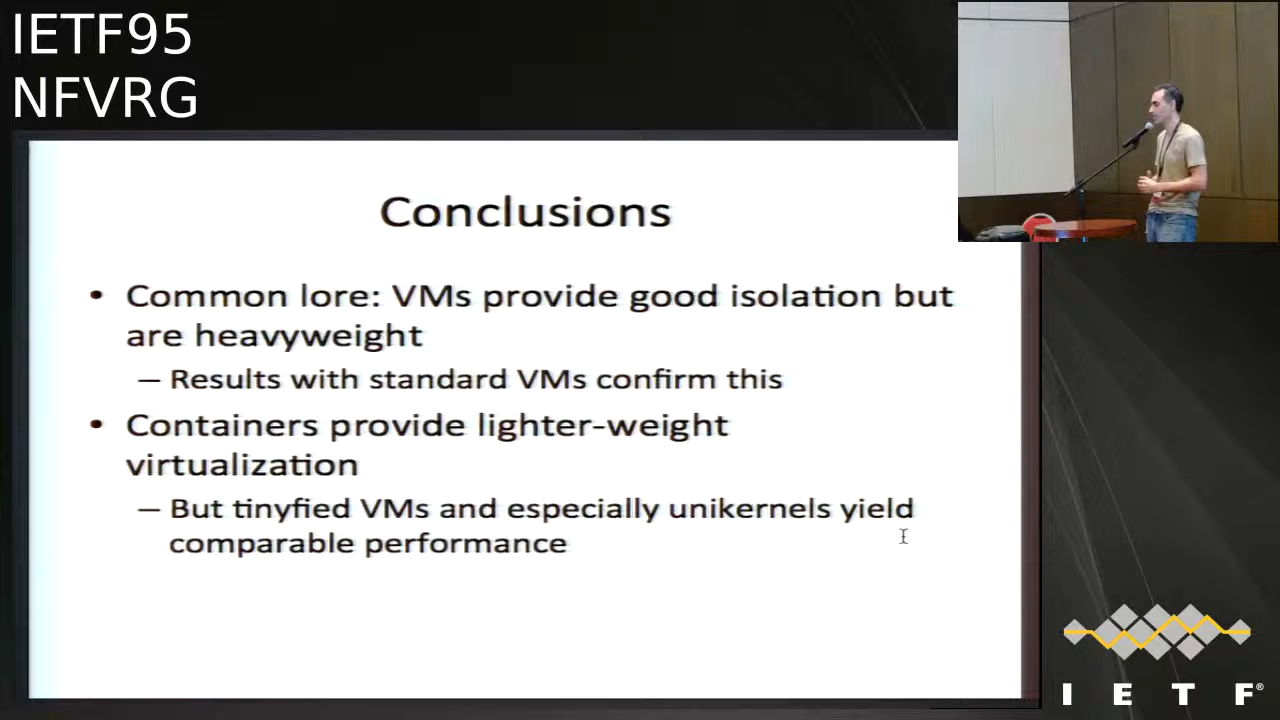 IETF95
NFVRG
Conclusions
• Common lore: VMs provide good isolation but
are heavyweight
– Results with standard VMs confirm this
• Containers provide lighter-weight
virtualization
– But tinyfied VMs and especially unikernels yield
comparable performance
I E T F®